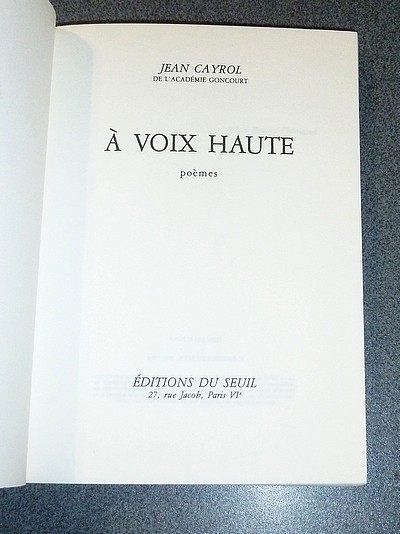 JEAN CAYROL
DE L'ACADÉMIE GONCOURT
À VOIX HAUTE
poèmes
ÉDITIONS DU SEUIL
27, rue Jacob, Paris VIᵉ